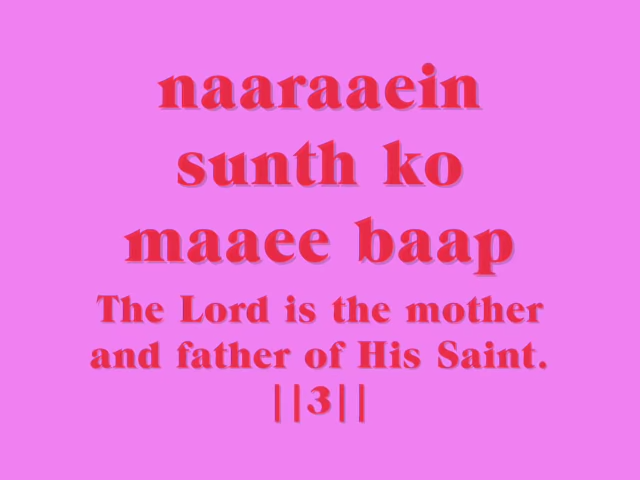 naaraaein
sunth ko
maaee baap
The Lord is the mother
and father of His Saint.
||3||